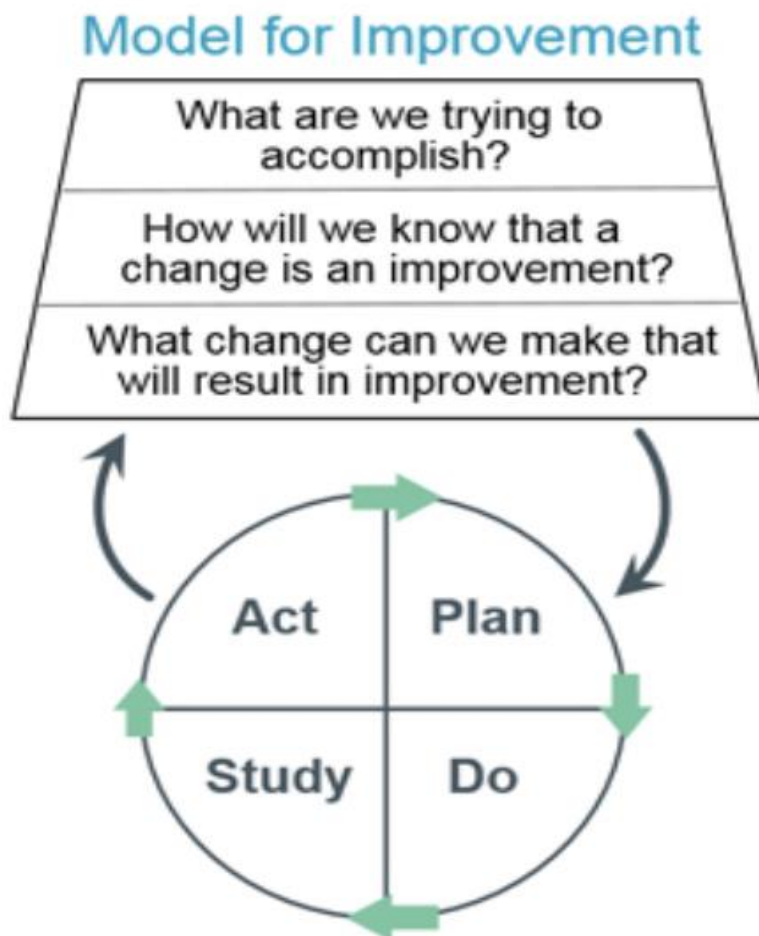 Model for Improvement
What are we trying to
accomplish?
How will we know that a
change is an improvement?
What change can we make that
will result in improvement?
Act
Plan
Study
Do